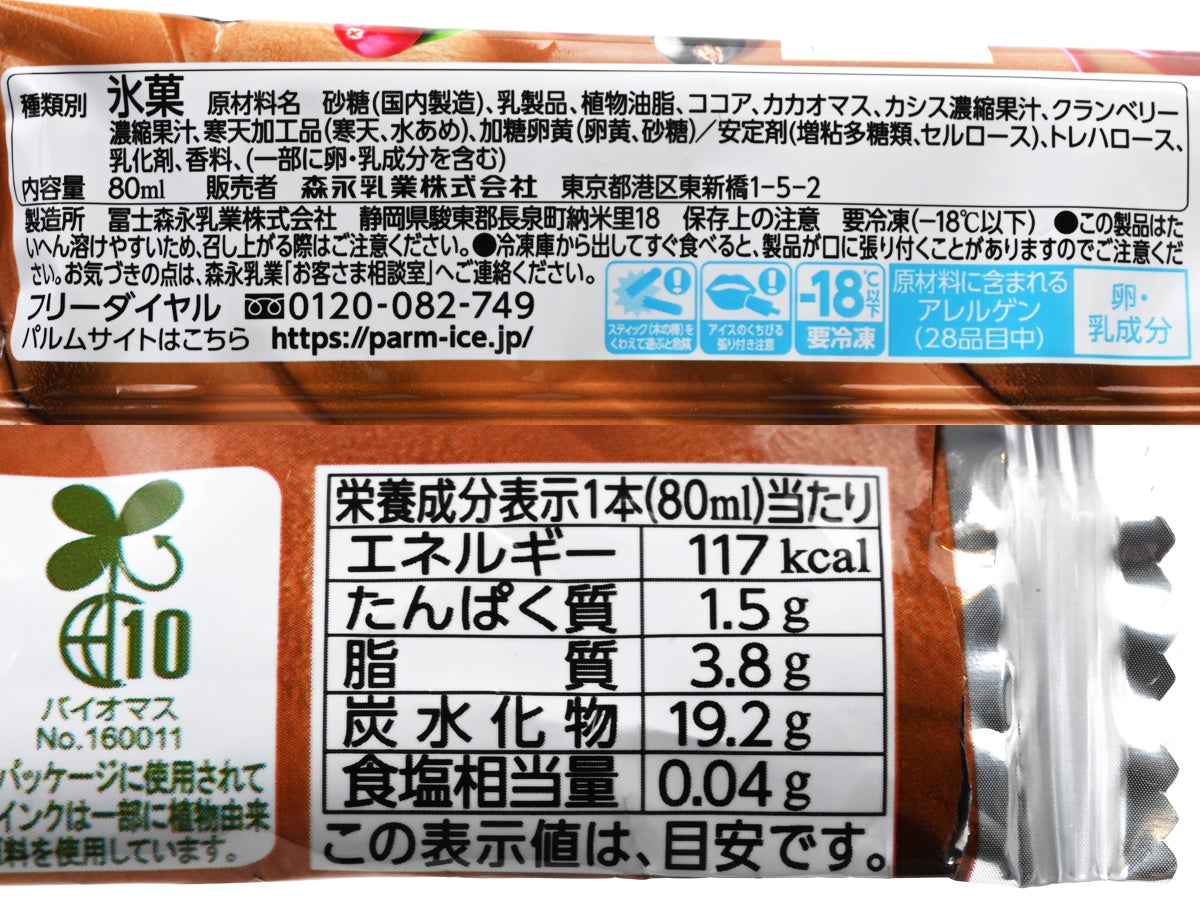 種類別 氷菓 原材料名 砂糖(国内製造)、乳製品、植物油脂、ココア、カカオマス、カシス濃縮果汁、クランベリー
濃縮果汁、寒天加工品(寒天、水あめ)、加糖卵黄(卵黄、砂糖)／安定剤(増粘多糖類、セルロース)、トレハロース、
乳化剤、香料、(一部に卵・乳成分を含む)
内容量 80ml 販売者 森永乳業株式会社 東京都港区東新橋1-5-2
製造所 冨士森永乳業株式会社 静岡県駿東郡長泉町納米里18 保存上の注意 要冷凍(-18℃以下) ●この製品はた
いへん溶けやすいため、召し上がる際はご注意ください。●冷凍庫から出してすぐ食べると、製品が口に張り付くことがありますのでご注意くだ
さい。お気づきの点は、森永乳業「お客さま相談室」へご連絡ください。
フリーダイヤル 0120-082-749
パルムサイトはこちら https://parm-ice.jp/
スティック(木の棒)を
くわえて遊ぶと危険
アイスのくちびる
張り付き注意
-18℃以下
要冷凍
原材料に含まれる
アレルゲン
(28品目中)
卵・
乳成分
10
バイオマス
No.160011
パッケージに使用されて
インクは一部に植物由来
料を使用しています。
栄養成分表示1本(80ml)当たり
エネルギー 117 kcal
たんぱく質 1.5 g
脂質 3.8 g
炭水化物 19.2 g
食塩相当量 0.04 g
この表示値は、目安です。